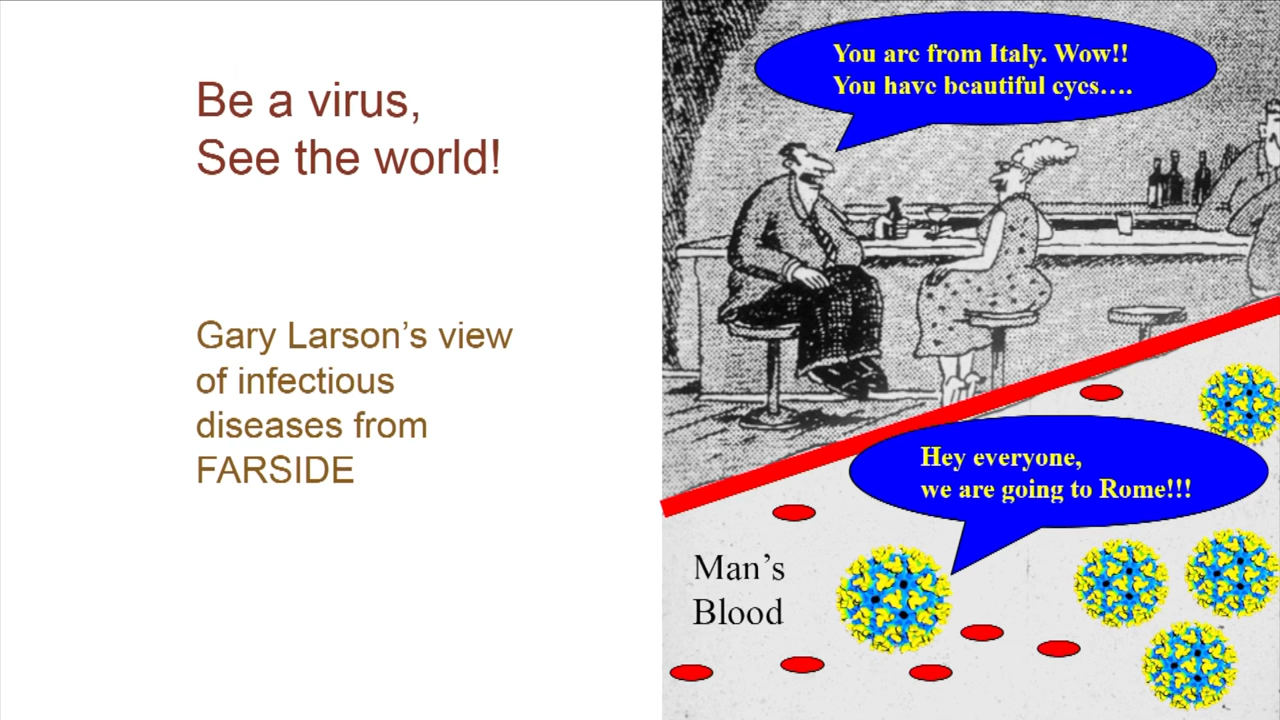 Be a virus,
See the world!
Gary Larson’s view
of infectious
diseases from
FARSIDE
You are from Italy. Wow!!
You have beautiful eyes....
Hey everyone,
we are going to Rome!!!
Man’s
Blood